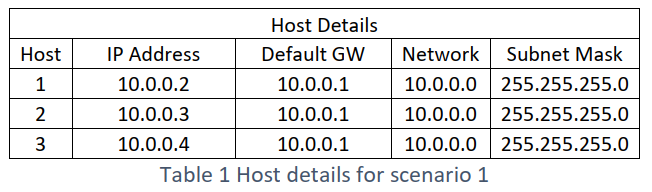 Host Details
Host IP Address Default GW Network Subnet Mask
1 10.0.0.2 10.0.0.1 10.0.0.0 255.255.255.0
2 10.0.0.3 10.0.0.1 10.0.0.0 255.255.255.0
3 10.0.0.4 10.0.0.1 10.0.0.0 255.255.255.0
Table 1 Host details for scenario 1